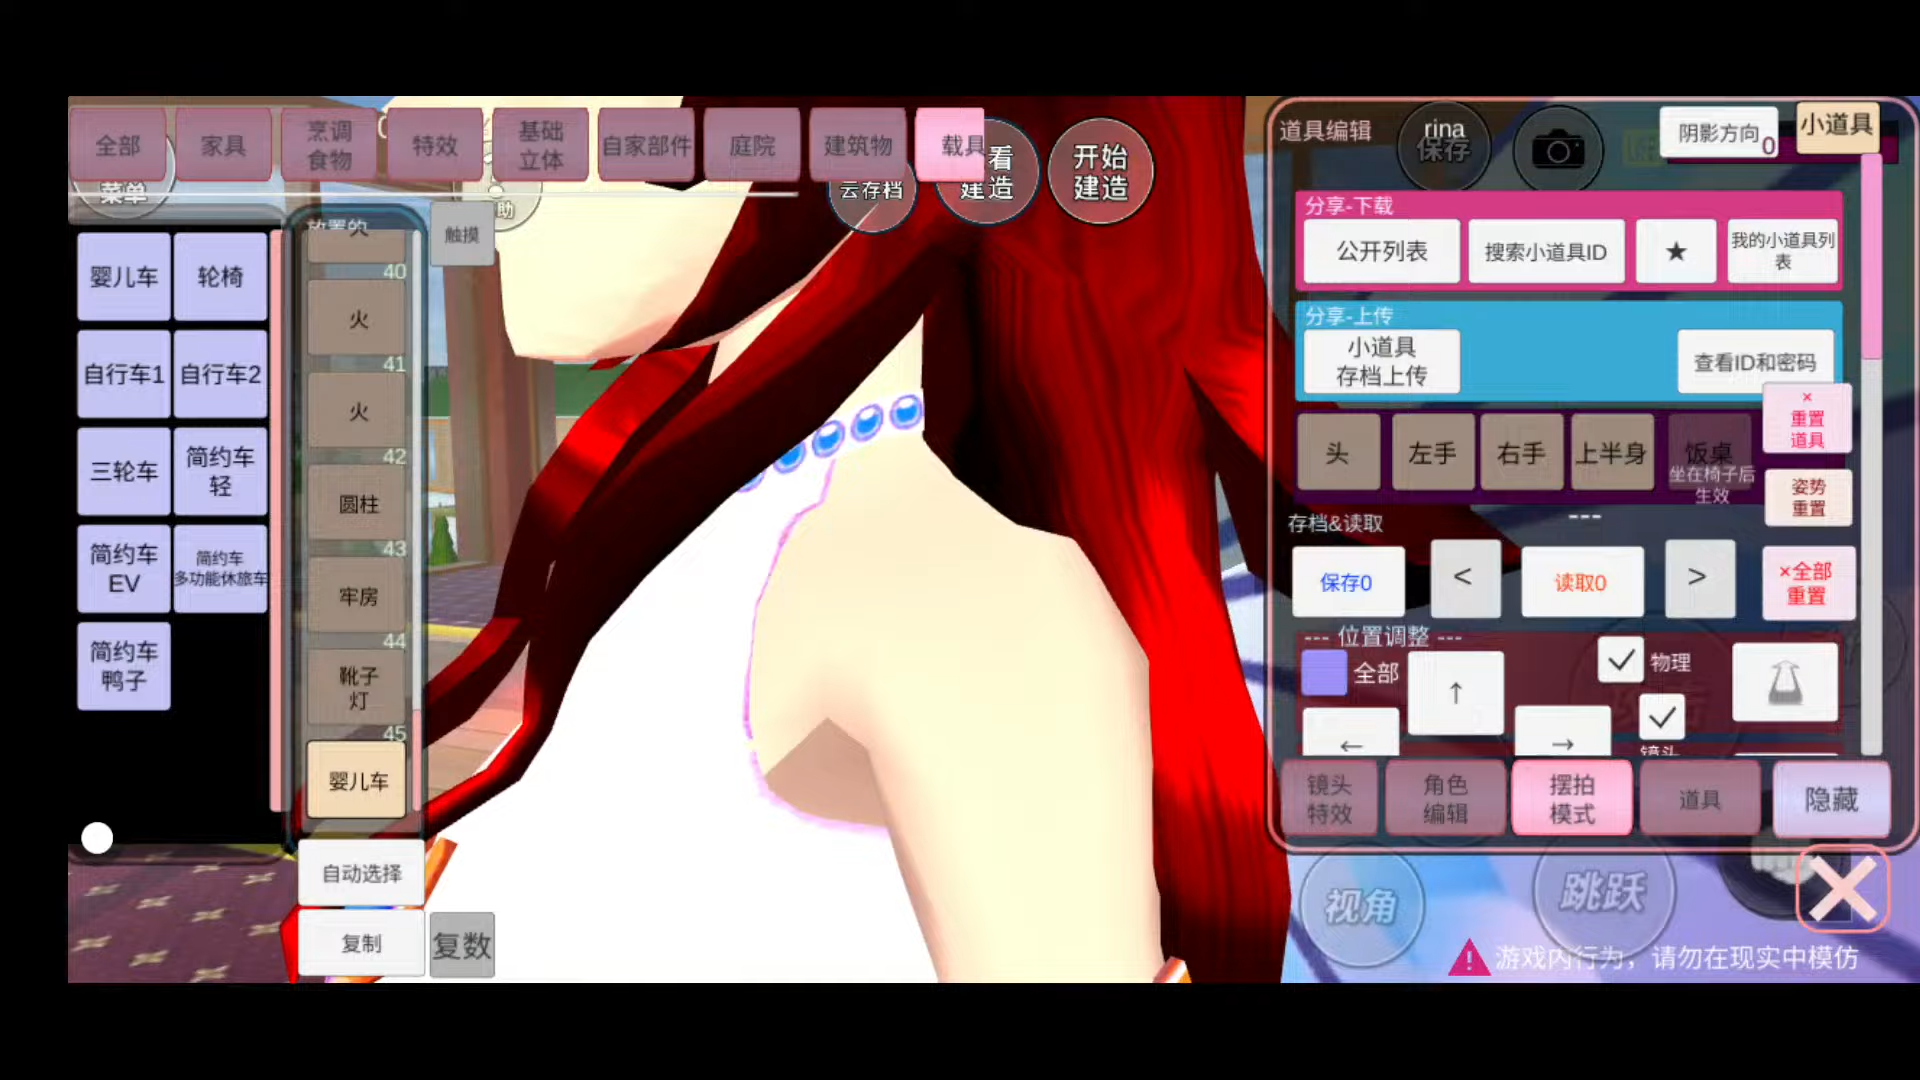 全部
家具
烹调
食物
特效
基础
立体
自家部件
庭院
建筑物
载具
菜单
助
云存档
看
建造
开始
建造
婴儿车
轮椅
自行车1
自行车2
三轮车
简约车
轻
简约车
EV
简约车
多功能休旅车
简约车
鸭子
放置的
火
40
火
41
火
42
圆柱
43
牢房
44
靴子
灯
45
婴儿车
触摸
自动选择
复制
复数
道具编辑
rina
保存
阴影方向
0
小道具
分享-下载
公开列表
搜索小道具ID
★
我的小道具列
表
分享-上传
小道具
存档上传
查看ID和密码
×
重置
道具
头
左手
右手
上半身
饭桌
坐在椅子后
生效
姿势
重置
存档&读取
---
保存0
<
读取0
>
×全部
重置
--- 位置调整 ---
全部
↑
物理
←
→
镜头
镜头
特效
角色
编辑
摆拍
模式
道具
隐藏
视角
跳跃
游戏内行为，请勿在现实中模仿